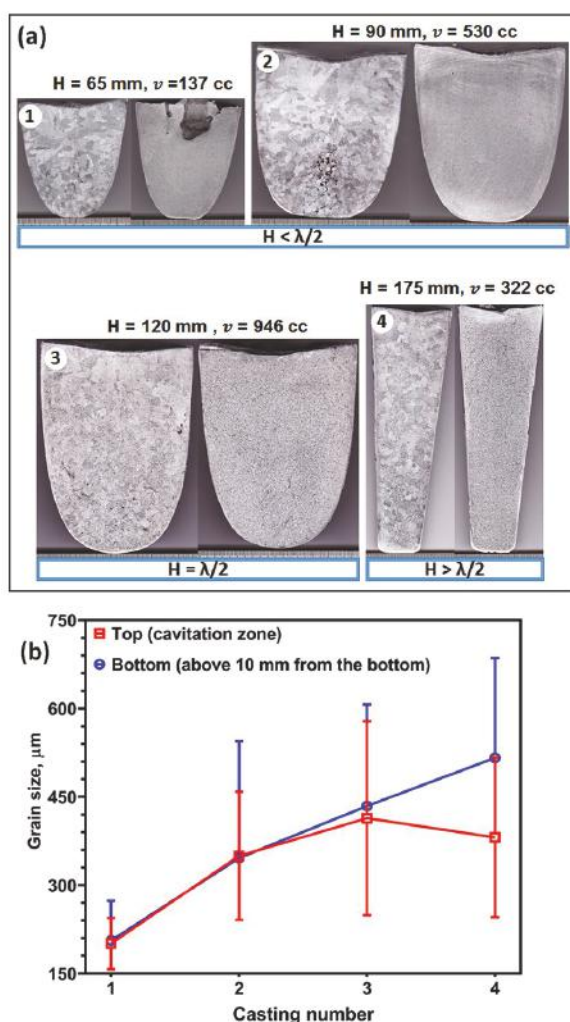 (a)
H = 90 mm, v = 530 cc
2
H = 65 mm, v =137 cc
1
H < λ/2
H = 175 mm, v = 322 cc
4
H = 120 mm , v = 946 cc
3
H = λ/2
H > λ/2
(b)
750
600
450
300
150
Grain size, μm
Top (cavitation zone)
Bottom (above 10 mm from the bottom)
1
2
3
4
Casting number